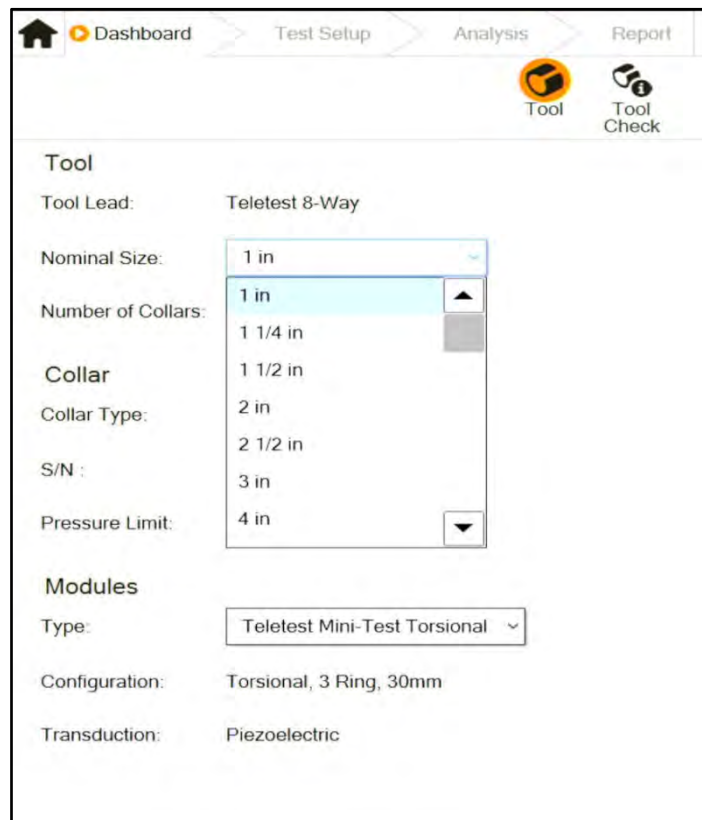 Dashboard Test Setup Analysis Report
Tool Tool Check
Tool
Tool Lead: Teletest 8-Way
Nominal Size: 1 in
1 in
Number of Collars:
1 1/4 in
1 1/2 in
Collar
2 in
Collar Type:
2 1/2 in
S/N :
3 in
Pressure Limit: 4 in
Modules
Type: Teletest Mini-Test Torsional
Configuration: Torsional, 3 Ring, 30mm
Transduction: Piezoelectric